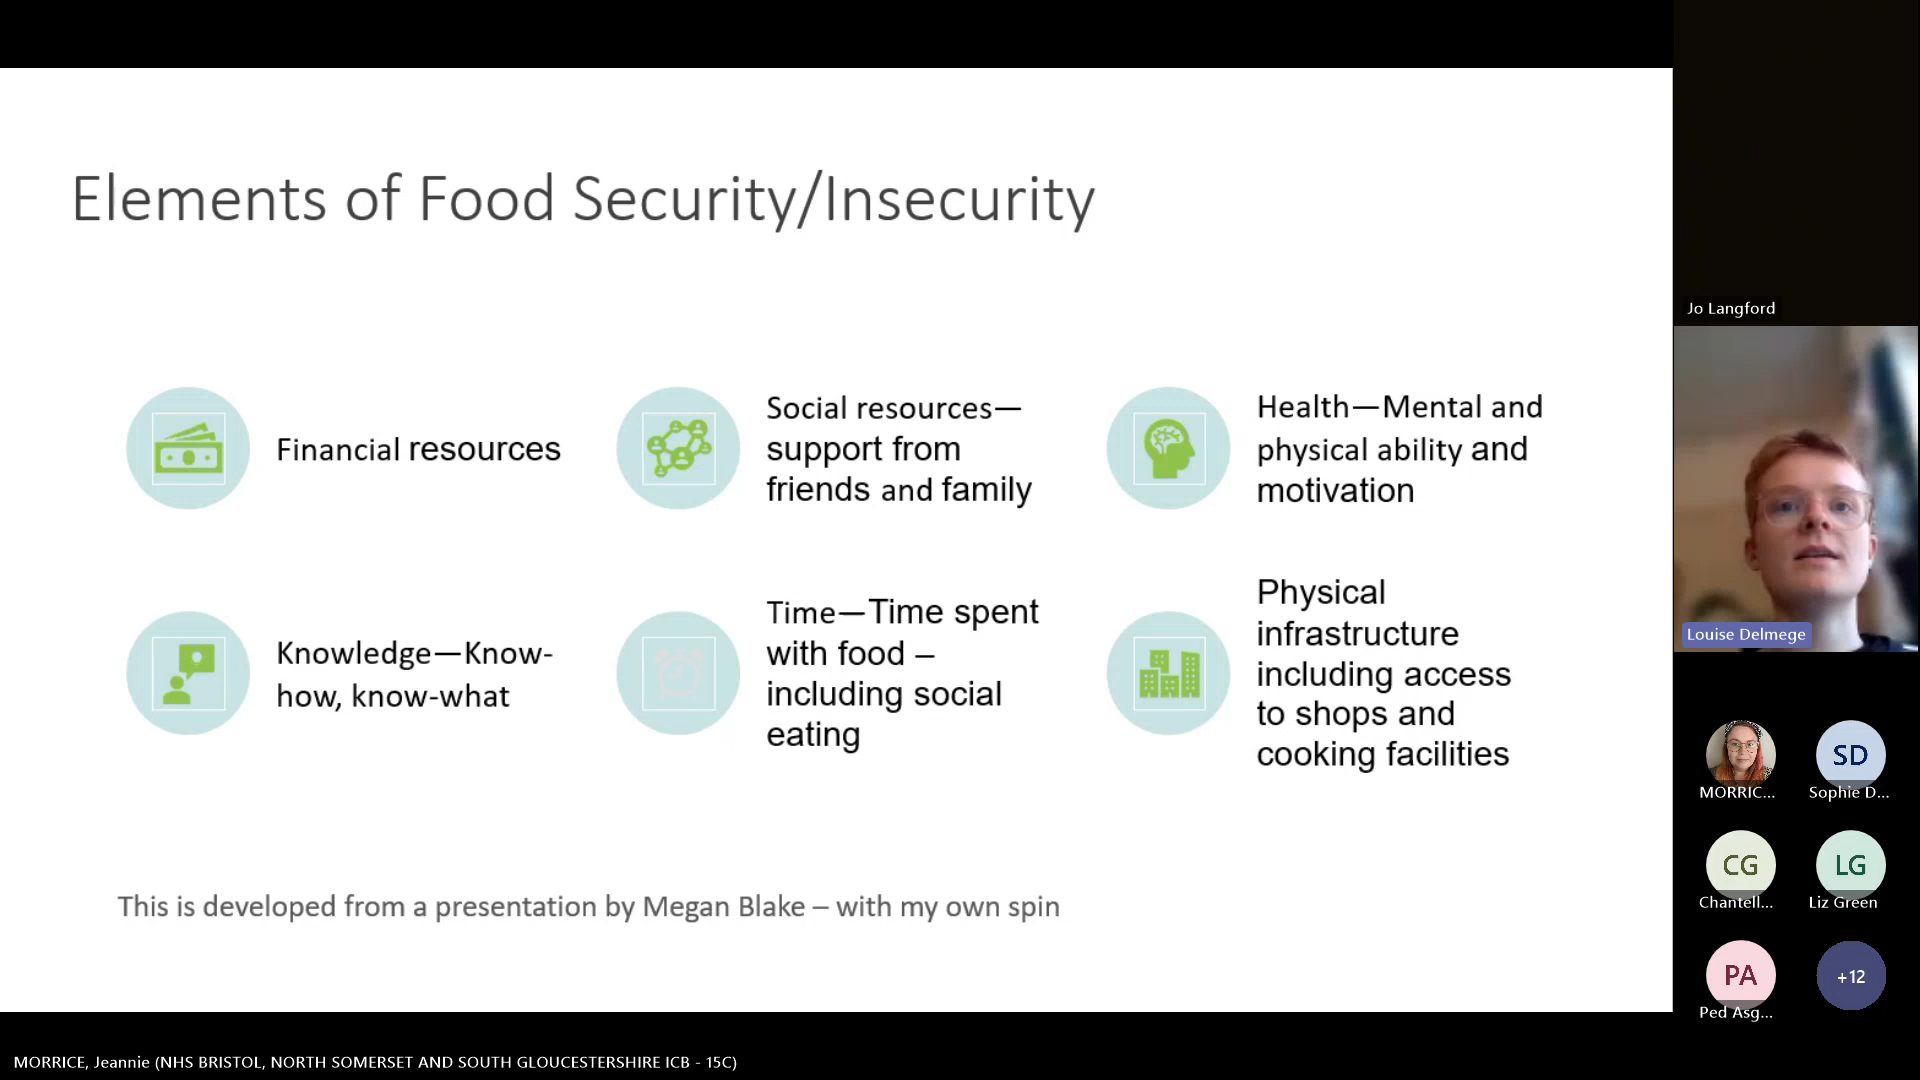 Elements of Food Security/Insecurity
Financial resources
Social resources—
support from
friends and family
Health—Mental and
physical ability and
motivation
Knowledge—Know-
how, know-what
Time—Time spent
with food –
including social
eating
Physical
infrastructure
including access
to shops and
cooking facilities
This is developed from a presentation by Megan Blake – with my own spin
Jo Langford
Louise Delmege
MORRIC...
SD
Sophie D...
CG
Chantell...
LG
Liz Green
PA
Ped Asg...
+12
MORRICE, Jeannie (NHS BRISTOL, NORTH SOMERSET AND SOUTH GLOUCESTERSHIRE ICB - 15C)